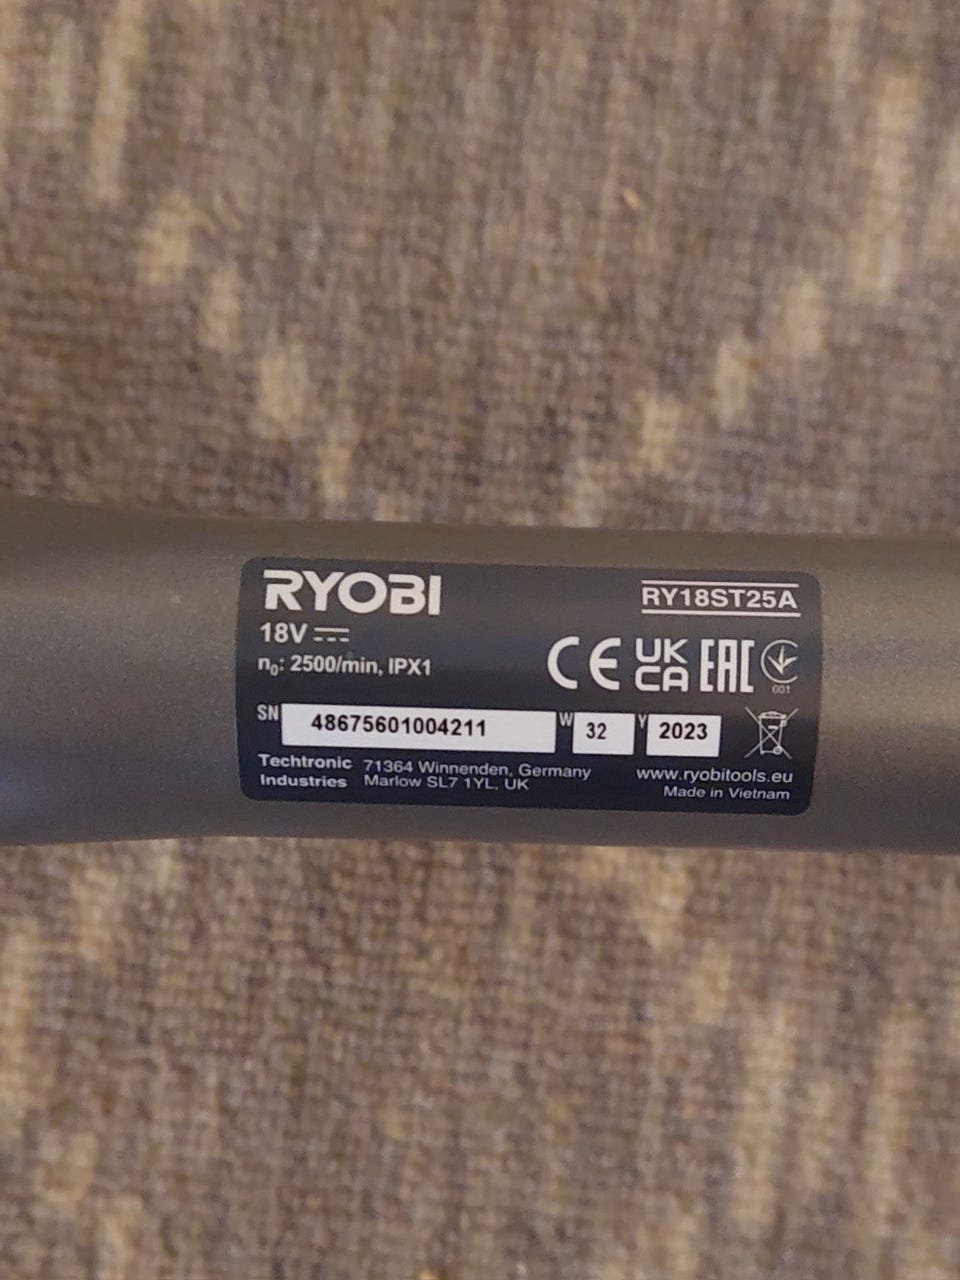 RYOBI
RY18ST25A
18V
n₀: 2500/min, IPX1
CE UK CA EAC
001
SN 48675601004211 W 32 Y 2023
Techtronic Industries
71364 Winnenden, Germany
Marlow SL7 1YL, UK
www.ryobitools.eu
Made in Vietnam